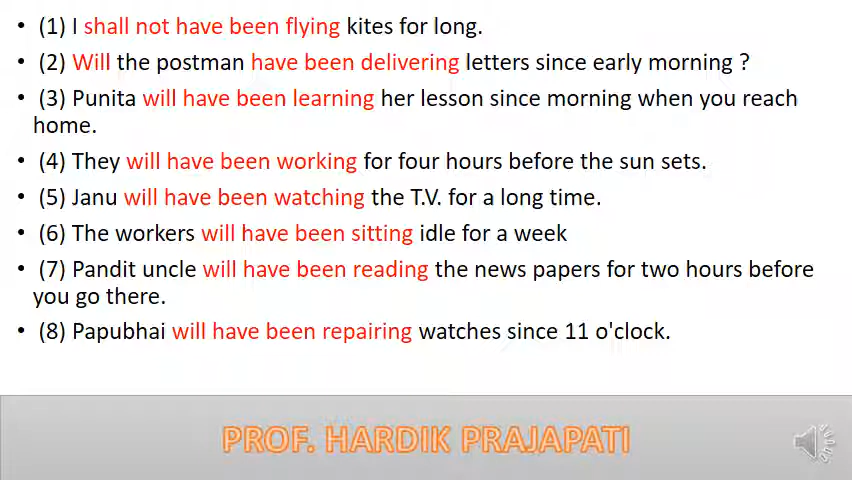 • (1) I shall not have been flying kites for long.
• (2) Will the postman have been delivering letters since early morning ?
• (3) Punita will have been learning her lesson since morning when you reach
home.
• (4) They will have been working for four hours before the sun sets.
• (5) Janu will have been watching the T.V. for a long time.
• (6) The workers will have been sitting idle for a week
• (7) Pandit uncle will have been reading the news papers for two hours before
you go there.
• (8) Papubhai will have been repairing watches since 11 o'clock.
PROF. HARDIK PRAJAPATI